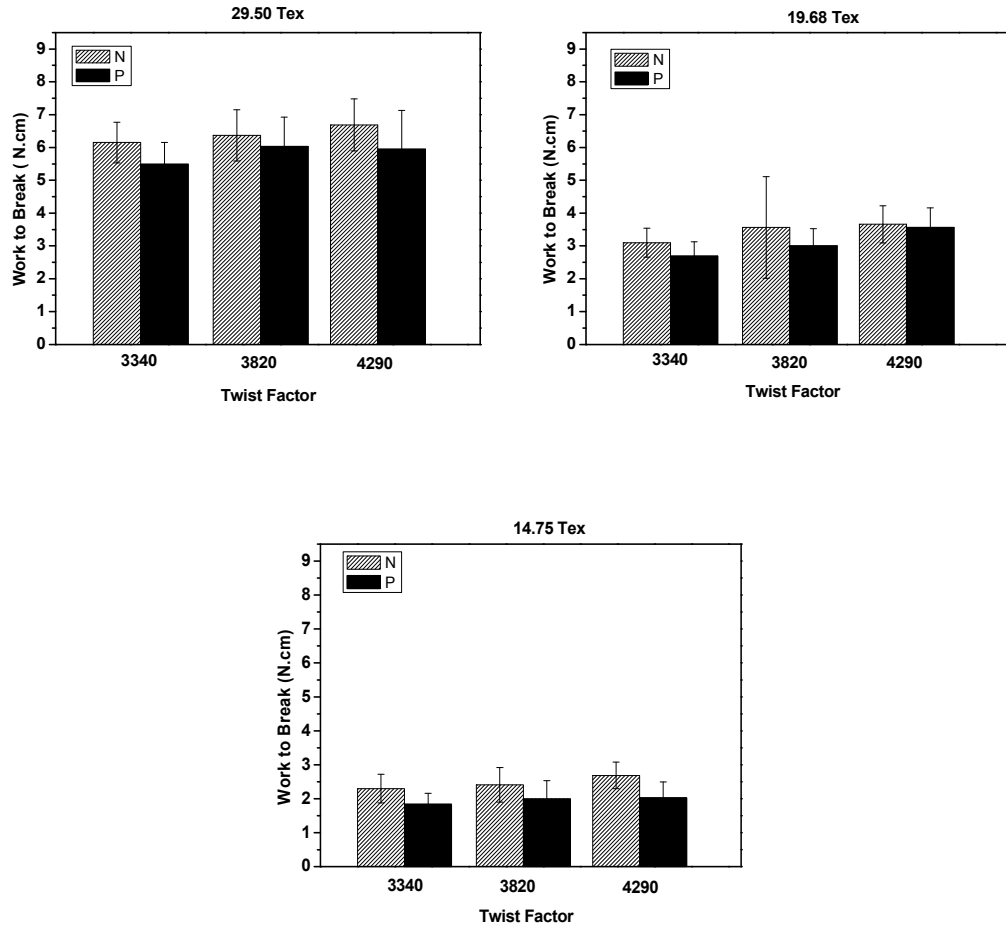 29.50 Tex
N
P
Work to Break ( N.cm)
9
8
7
6
5
4
3
2
1
0
3340 3820 4290
Twist Factor
19.68 Tex
N
P
Work to Break (N.cm)
9
8
7
6
5
4
3
2
1
0
3340 3820 4290
Twist Factor
14.75 Tex
N
P
Work to Break (N.cm)
9
8
7
6
5
4
3
2
1
0
3340 3820 4290
Twist Factor